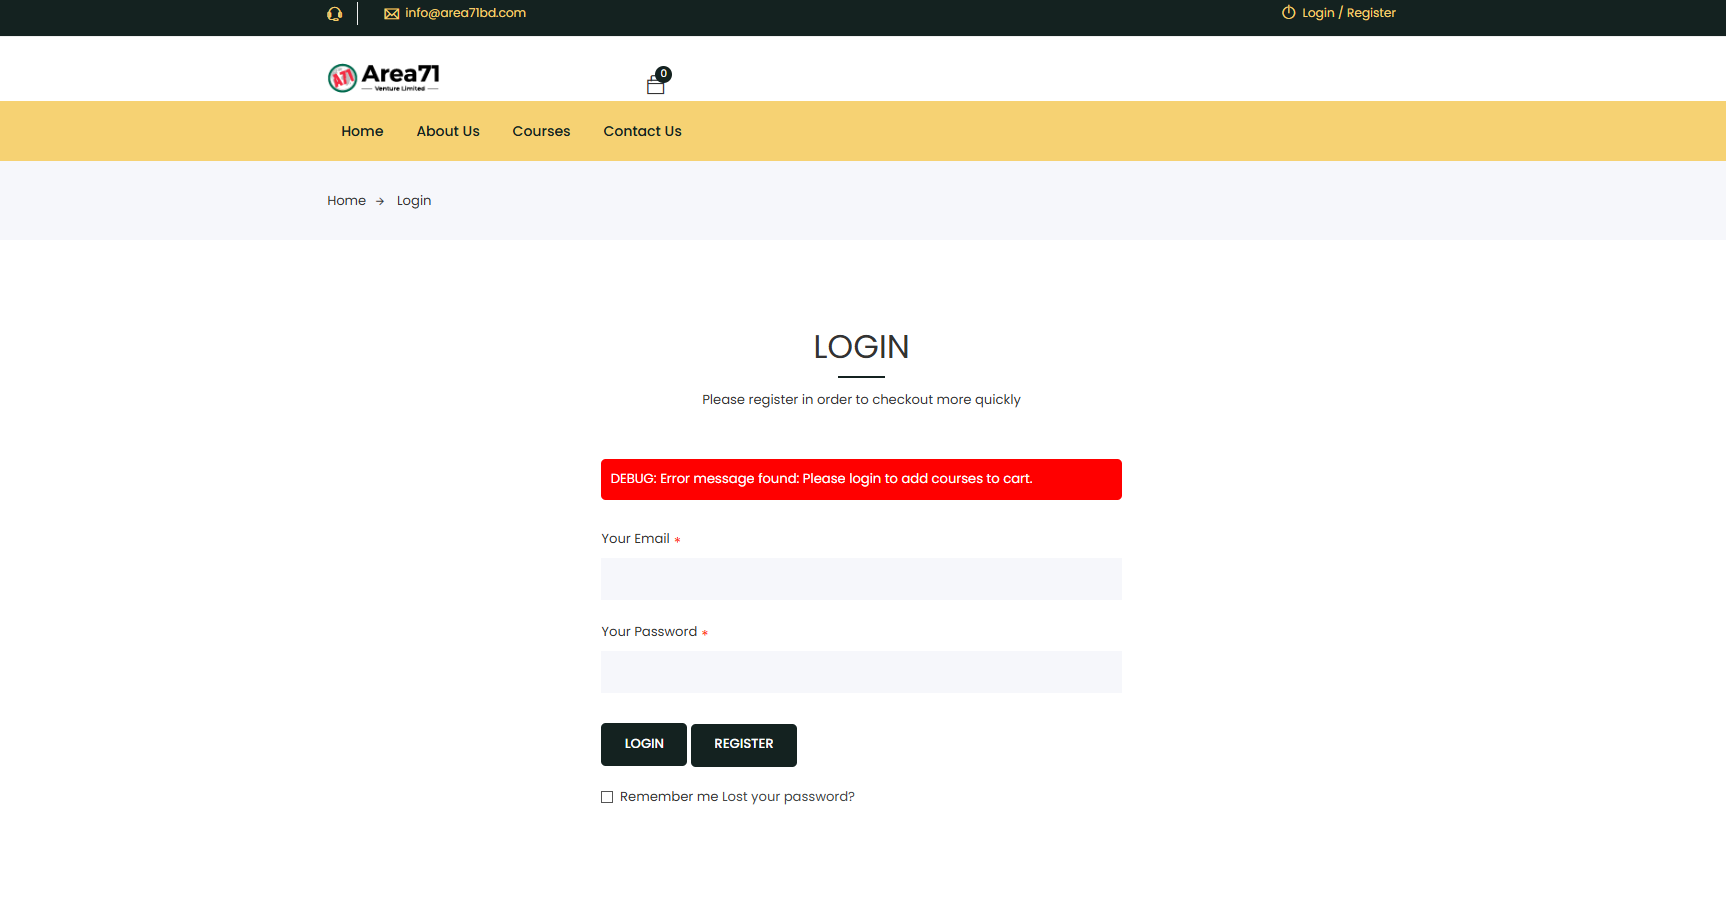 info@area71bd.com
Login / Register
A71 Area71
Venture Limited
0
Home About Us Courses Contact Us
Home → Login
LOGIN
Please register in order to checkout more quickly
DEBUG: Error message found: Please login to add courses to cart.
Your Email *
Your Password *
LOGIN REGISTER
Remember me Lost your password?